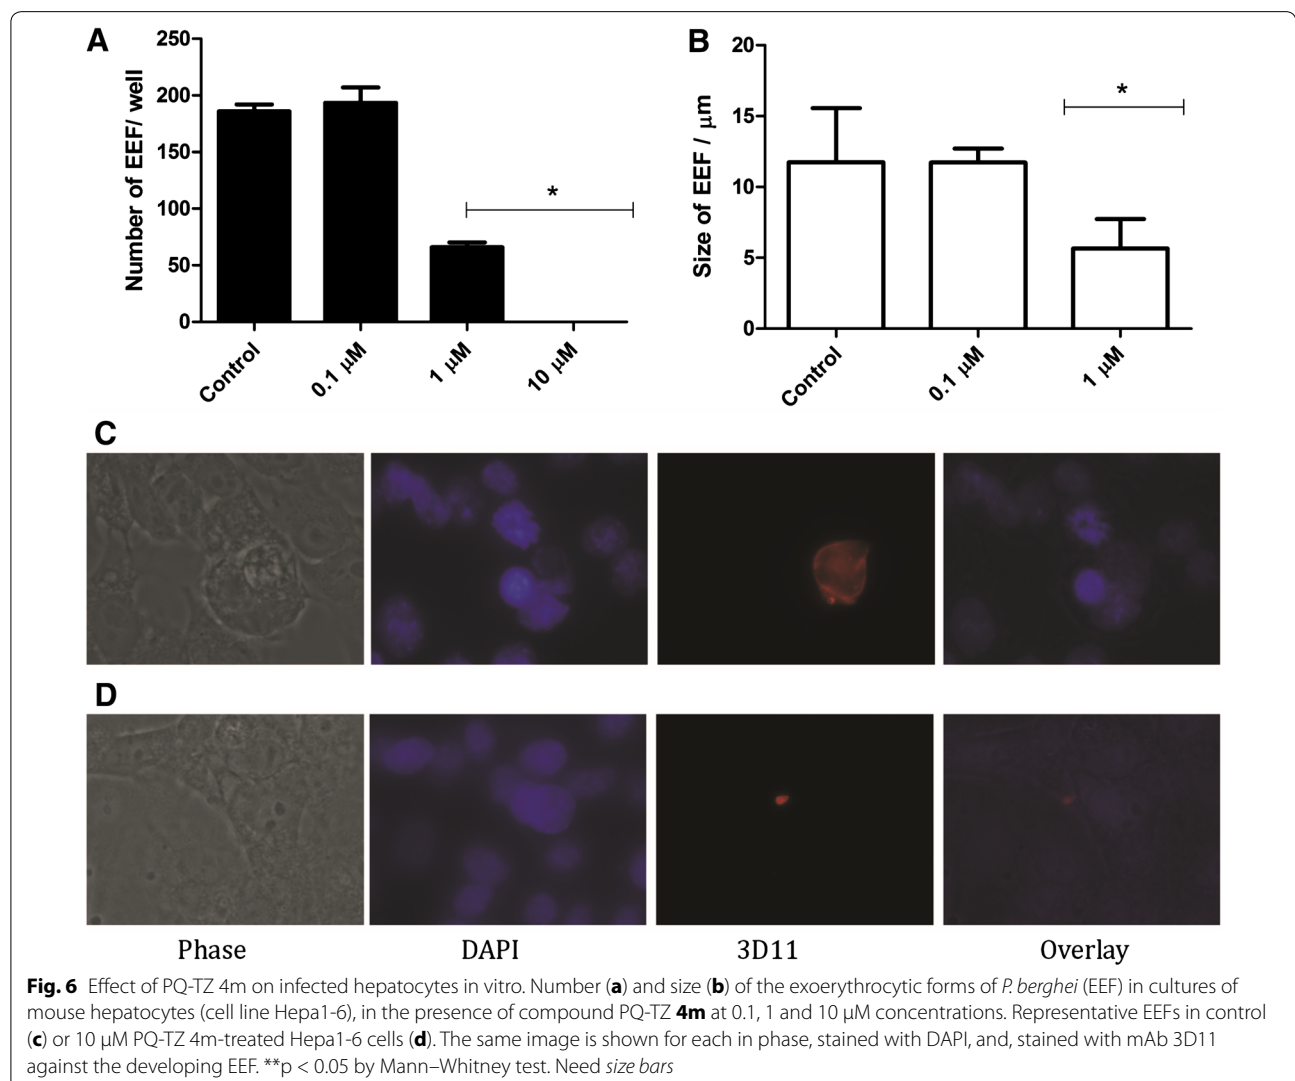 A
250
200
150
100
50
0
Number of EEF/ well
*
Control
0.1 μM
1 μM
10 μM
B
20
15
10
5
0
Size of EEF / μm
*
Control
0.1 μM
1 μM
C
D
Phase DAPI 3D11 Overlay
Fig. 6 Effect of PQ-TZ 4m on infected hepatocytes in vitro. Number (a) and size (b) of the exoerythrocytic forms of P. berghei (EEF) in cultures of
mouse hepatocytes (cell line Hepa1-6), in the presence of compound PQ-TZ 4m at 0.1, 1 and 10 μM concentrations. Representative EEFs in control
(c) or 10 μM PQ-TZ 4m-treated Hepa1-6 cells (d). The same image is shown for each in phase, stained with DAPI, and, stained with mAb 3D11
against the developing EEF. **p < 0.05 by Mann–Whitney test. Need size bars